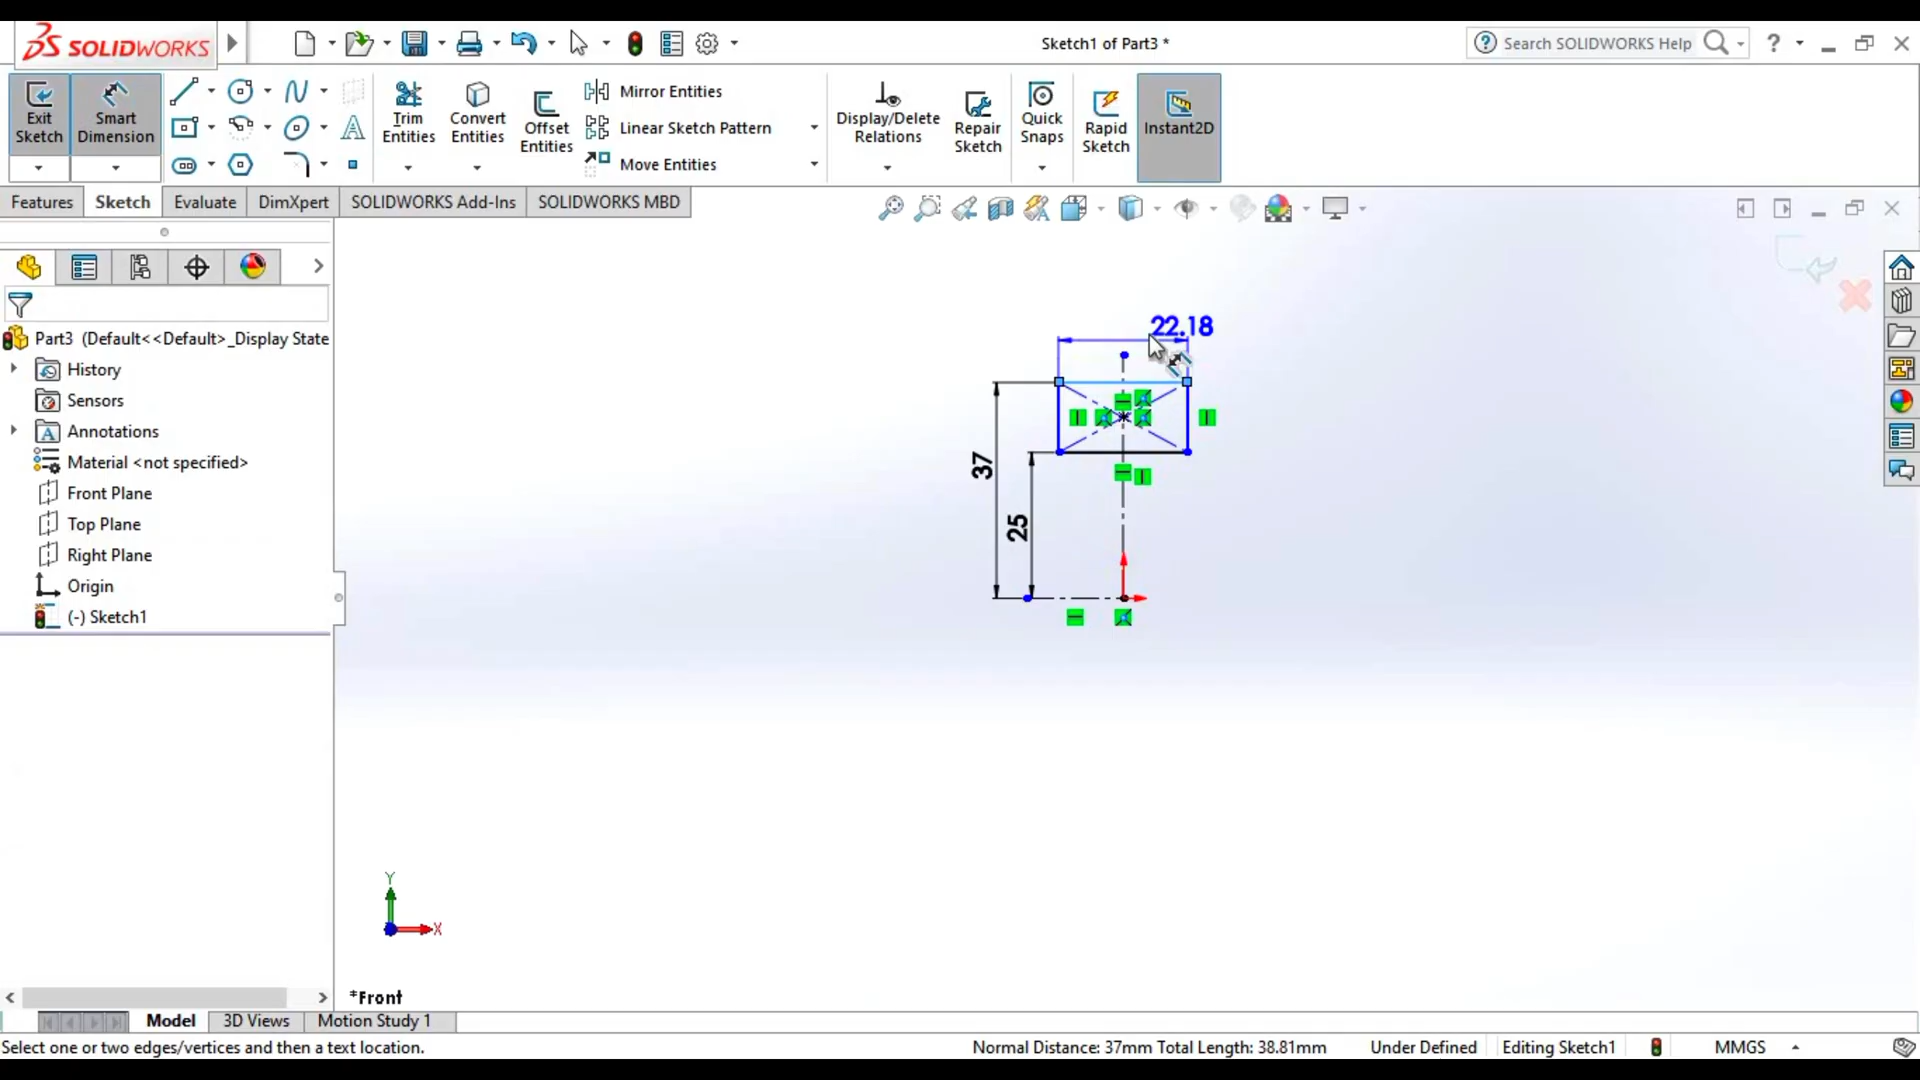 SOLIDWORKS
Sketch1 of Part3 *
Search SOLIDWORKS Help
?
Exit Sketch
Smart Dimension
Trim Entities
Convert Entities
Offset Entities
Mirror Entities
Linear Sketch Pattern
Move Entities
Display/Delete Relations
Repair Sketch
Quick Snaps
Rapid Sketch
Instant2D
Features
Sketch
Evaluate
DimXpert
SOLIDWORKS Add-Ins
SOLIDWORKS MBD
Part3 (Default<<Default>_Display State
History
Sensors
Annotations
Material <not specified>
Front Plane
Top Plane
Right Plane
Origin
(-) Sketch1
22.18
37
25
Y
X
*Front
Model
3D Views
Motion Study 1
Select one or two edges/vertices and then a text location.
Normal Distance: 37mm Total Length: 38.81mm
Under Defined
Editing Sketch1
MMGS